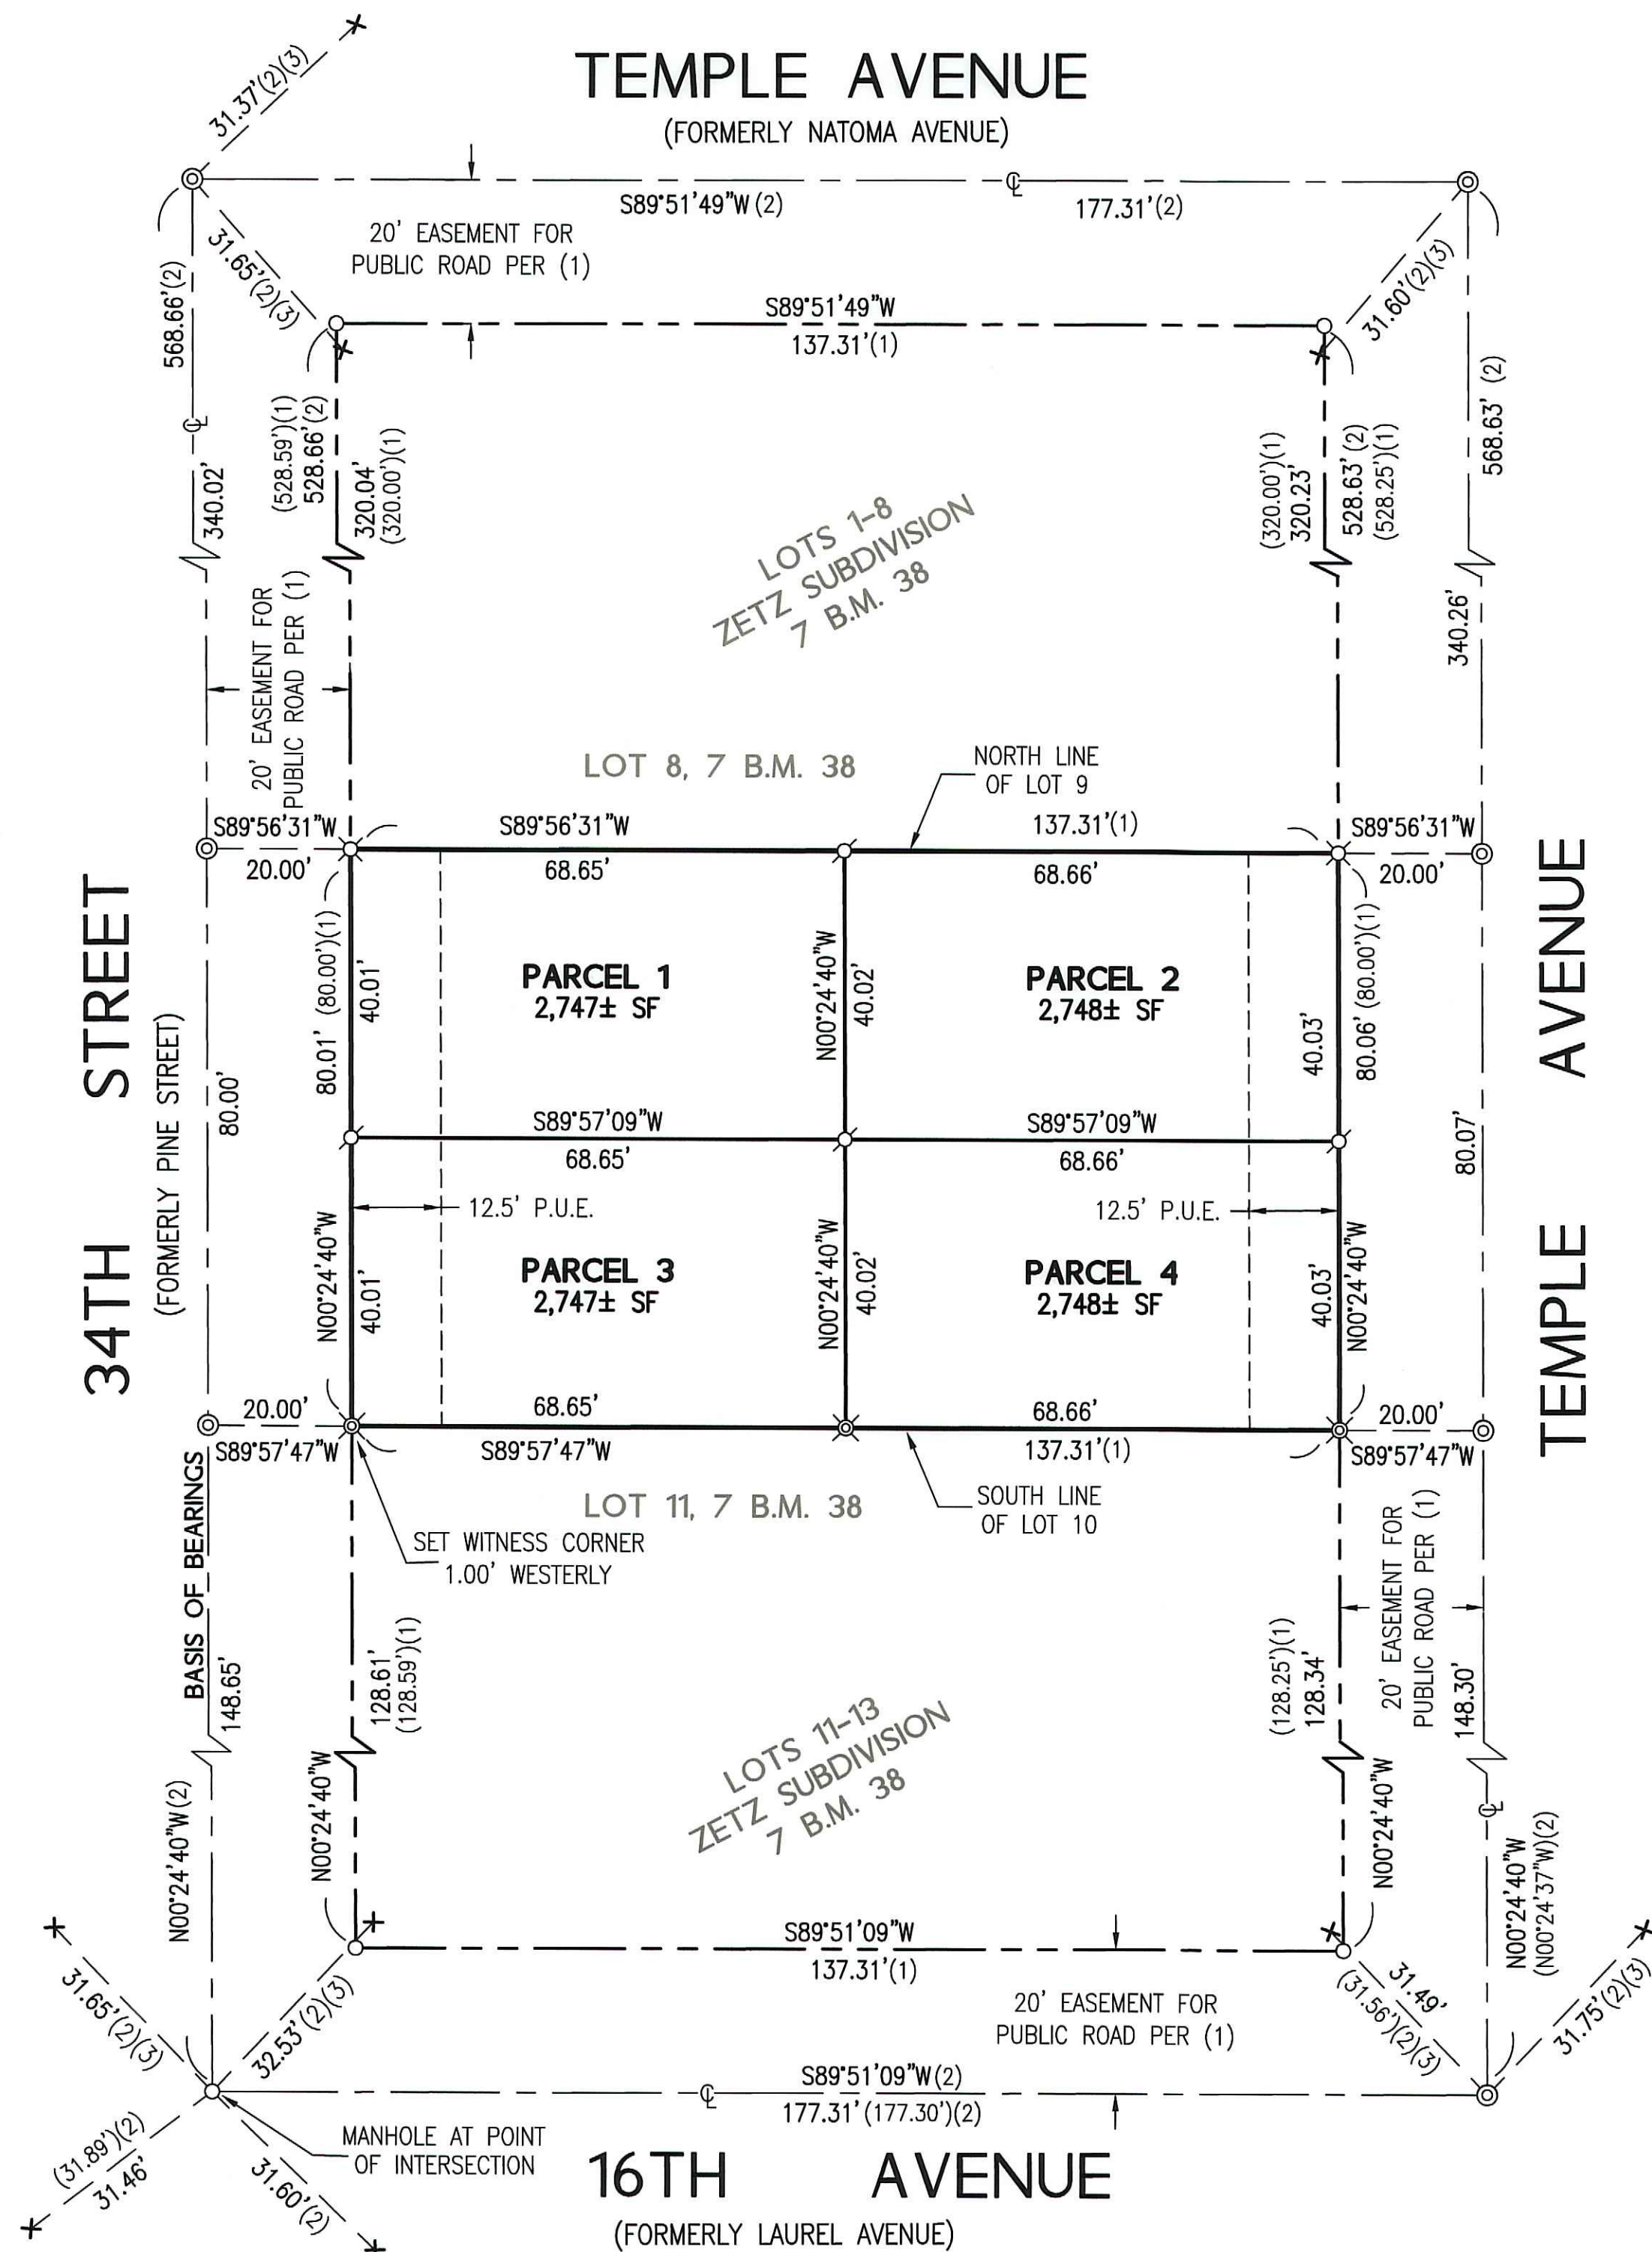 TEMPLE AVENUE
(FORMERLY NATOMA AVENUE)
31.37'(2)(3)
S89°51'49"W(2)
177.31'(2)
20' EASEMENT FOR
PUBLIC ROAD PER (1)
31.65'(2)(3)
31.60'(2)(3)
568.66'(2)
S89°51'49"W
137.31'(1)
568.63' (2)
(528.59')(1)
528.66'(2)
320.04'
(320.00')(1)
(320.00')(1)
320.23'
528.63' (2)
(528.25')(1)
℄
℄
340.02'
LOTS 1-8
ZETZ SUBDIVISION
7 B.M. 38
20' EASEMENT FOR
PUBLIC ROAD PER (1)
340.26'
LOT 8, 7 B.M. 38
NORTH LINE
OF LOT 9
S89°56'31"W
20.00'
S89°56'31"W
137.31'(1)
68.65'
68.66'
S89°56'31"W
20.00'
34TH STREET
(FORMERLY PINE STREET)
80.00'
80.01' (80.00')(1)
40.01'
PARCEL 1
2,747± SF
N00°24'40"W
40.02'
PARCEL 2
2,748± SF
40.03'
80.06' (80.00')(1)
80.07'
TEMPLE AVENUE
S89°57'09"W
68.65'
S89°57'09"W
68.66'
12.5' P.U.E.
12.5' P.U.E.
N00°24'40"W
40.01'
PARCEL 3
2,747± SF
N00°24'40"W
40.02'
PARCEL 4
2,748± SF
40.03'
N00°24'40"W
20.00'
S89°57'47"W
68.65'
S89°57'47"W
68.66'
137.31'(1)
20.00'
S89°57'47"W
LOT 11, 7 B.M. 38
SOUTH LINE
OF LOT 10
SET WITNESS CORNER
1.00' WESTERLY
BASIS OF BEARINGS
148.65'
128.61'
(128.59')(1)
(128.25')(1)
128.34'
20' EASEMENT FOR
PUBLIC ROAD PER (1)
148.30'
LOTS 11-13
ZETZ SUBDIVISION
7 B.M. 38
N00°24'40"W(2)
N00°24'40"W
N00°24'40"W
℄
N00°24'40"W
(N00°24'37"W)(2)
S89°51'09"W
137.31'(1)
31.65'(2)(3)
32.53'(2)(3)
20' EASEMENT FOR
PUBLIC ROAD PER (1)
31.49'
(31.56')(2)(3)
31.75'(2)(3)
S89°51'09"W(2)
℄
177.31'(177.30')(2)
(31.89')(2)
31.46'
31.60'(2)
MANHOLE AT POINT
OF INTERSECTION
16TH AVENUE
(FORMERLY LAUREL AVENUE)